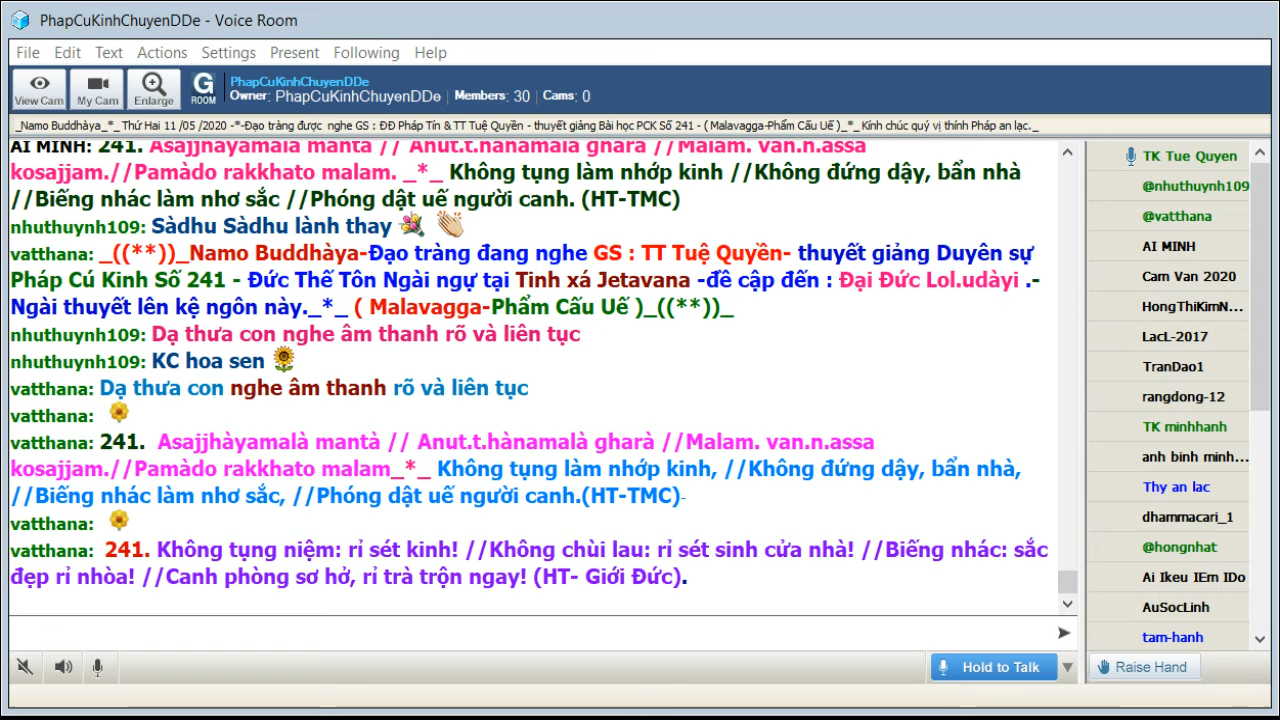 PhapCuKinhChuyenDDe - Voice Room
File Edit Text Actions Settings Present Following Help
View Cam My Cam Enlarge G ROOM
PhapCuKinhChuyenDDe
Owner: PhapCuKinhChuyenDDe Members: 30 Cams: 0
_Namo Buddhàya_*_ Thứ Hai 11 /05 /2020 -*-Đạo tràng được nghe GS : ĐĐ Pháp Tín & TT Tuệ Quyền - thuyết giảng Bài học PCK Số 241 - ( Malavagga-Phẩm Cấu Uế )_*_ Kính chúc quý vị thính Pháp an lạc._
AI MINH: 241. Asajjhàyamalà mantà // Anut.t.hànamalà gharà //Malam. van.n.assa
kosajjam.//Pamàdo rakkhato malam. _*_ Không tụng làm nhớp kinh //Không đứng dậy, bẩn nhà
//Biếng nhác làm nhơ sắc //Phóng dật uế người canh. (HT-TMC)
nhuthuynh109: Sàdhu Sàdhu lành thay
vatthana: _((**))_Namo Buddhàya-Đạo tràng đang nghe GS : TT Tuệ Quyền- thuyết giảng Duyên sự
Pháp Cú Kinh Số 241 - Đức Thế Tôn Ngài ngự tại Tinh xá Jetavana -đề cập đến : Đại Đức Lol.udàyi .-
Ngài thuyết lên kệ ngôn này._*_ ( Malavagga-Phẩm Cấu Uế )_((**))_
nhuthuynh109: Dạ thưa con nghe âm thanh rõ và liên tục
nhuthuynh109: KC hoa sen
vatthana: Dạ thưa con nghe âm thanh rõ và liên tục
vatthana:
vatthana: 241. Asajjhàyamalà mantà // Anut.t.hànamalà gharà //Malam. van.n.assa
kosajjam.//Pamàdo rakkhato malam_*_ Không tụng làm nhớp kinh, //Không đứng dậy, bẩn nhà,
//Biếng nhác làm nhơ sắc, //Phóng dật uế người canh.(HT-TMC)-
vatthana:
vatthana: 241. Không tụng niệm: rỉ sét kinh! //Không chùi lau: rỉ sét sinh cửa nhà! //Biếng nhác: sắc
đẹp rỉ nhòa! //Canh phòng sơ hở, rỉ trà trộn ngay! (HT- Giới Đức).
Hold to Talk
TK Tue Quyen
@nhuthuynh109
@vatthana
AI MINH
Cam Van 2020
HongThiKimN...
LacL-2017
TranDao1
rangdong-12
TK minhhanh
anh binh minh...
Thy an lac
dhammacari_1
@hongnhat
Ai Ikeu IEm IDo
AuSocLinh
tam-hanh
Raise Hand